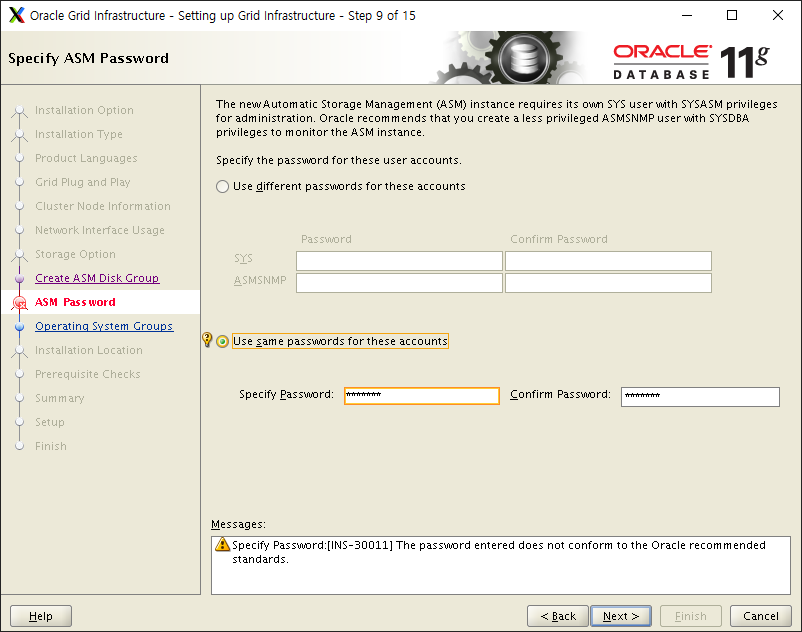 Oracle Grid Infrastructure - Setting up Grid Infrastructure - Step 9 of 15
Specify ASM Password
ORACLE
DATABASE 11g
Installation Option
Installation Type
Product Languages
Grid Plug and Play
Cluster Node Information
Network Interface Usage
Storage Option
Create ASM Disk Group
ASM Password
Operating System Groups
Installation Location
Prerequisite Checks
Summary
Setup
Finish
The new Automatic Storage Management (ASM) instance requires its own SYS user with SYSASM privileges
for administration. Oracle recommends that you create a less privileged ASMSNMP user with SYSDBA
privileges to monitor the ASM instance.
Specify the password for these user accounts.
Use different passwords for these accounts
Password Confirm Password
SYS
ASMSNMP
Use same passwords for these accounts
Specify Password: ******* Confirm Password: *******
Messages:
Specify Password:[INS-30011] The password entered does not conform to the Oracle recommended
standards.
Help < Back Next > Finish Cancel